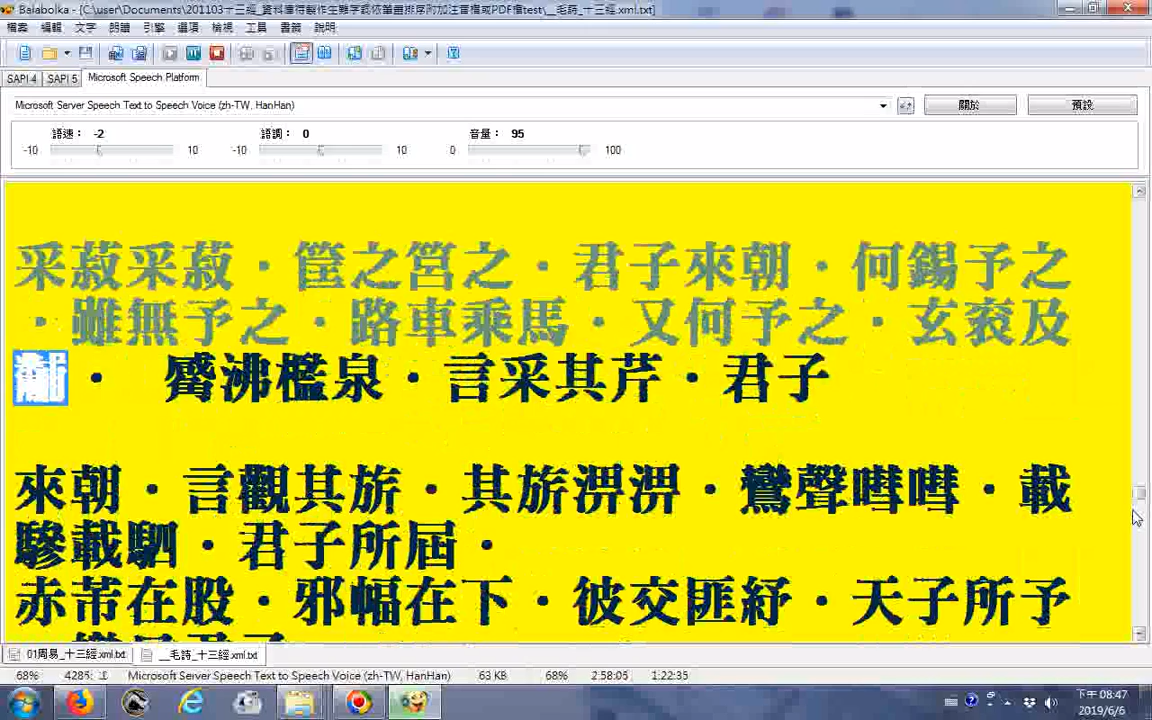 Balabolka - [C:\user\Documents\201103十三經_資料庫得製作生難字說依筆畫排序附加注音檔或PDF檔test\__毛詩_十三經.xml.txt]
檔案 編輯 文字 朗讀 引擎 選項 檢視 工具 書籤 說明
SAPI 4 SAPI 5 Microsoft Speech Platform
Microsoft Server Speech Text to Speech Voice (zh-TW, HanHan) 關於 預設
語速： -2 語調： 0 音量： 95
-10 10 -10 10 0 100
采菽采菽．筐之筥之．君子來朝．何錫予之
．雖無予之．路車乘馬．又何予之．玄袞及
黼． 觱沸檻泉．言采其芹．君子
來朝．言觀其旂．其旂淠淠．鸞聲嘒嘒．載
驂載駟．君子所屆．
赤芾在股．邪幅在下．彼交匪紓．天子所予
01周易_十三經.xml.txt __毛詩_十三經.xml.txt
68% Microsoft Server Speech Text to Speech Voice (zh-TW, HanHan) 63 KB 68% 2:58:05 1:22:35
下午 08:47
2019/6/6